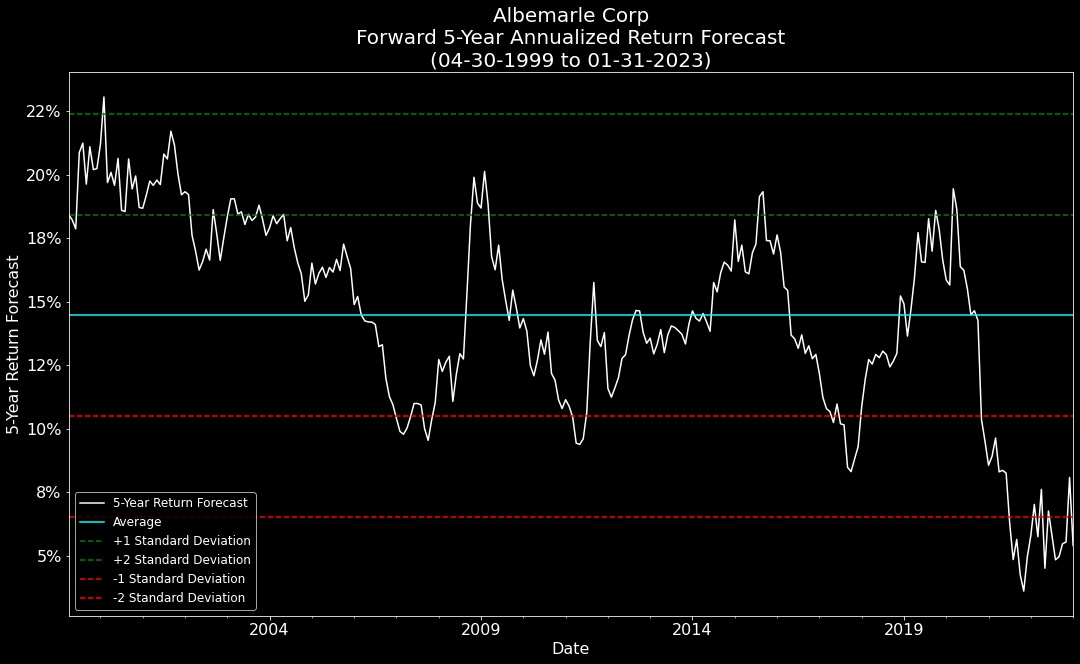 Albemarle Corp
Forward 5-Year Annualized Return Forecast
(04-30-1999 to 01-31-2023)
22%
20%
18%
15%
12%
10%
8%
5%
5-Year Return Forecast
5-Year Return Forecast
Average
+1 Standard Deviation
+2 Standard Deviation
-1 Standard Deviation
-2 Standard Deviation
2004
2009
2014
2019
Date